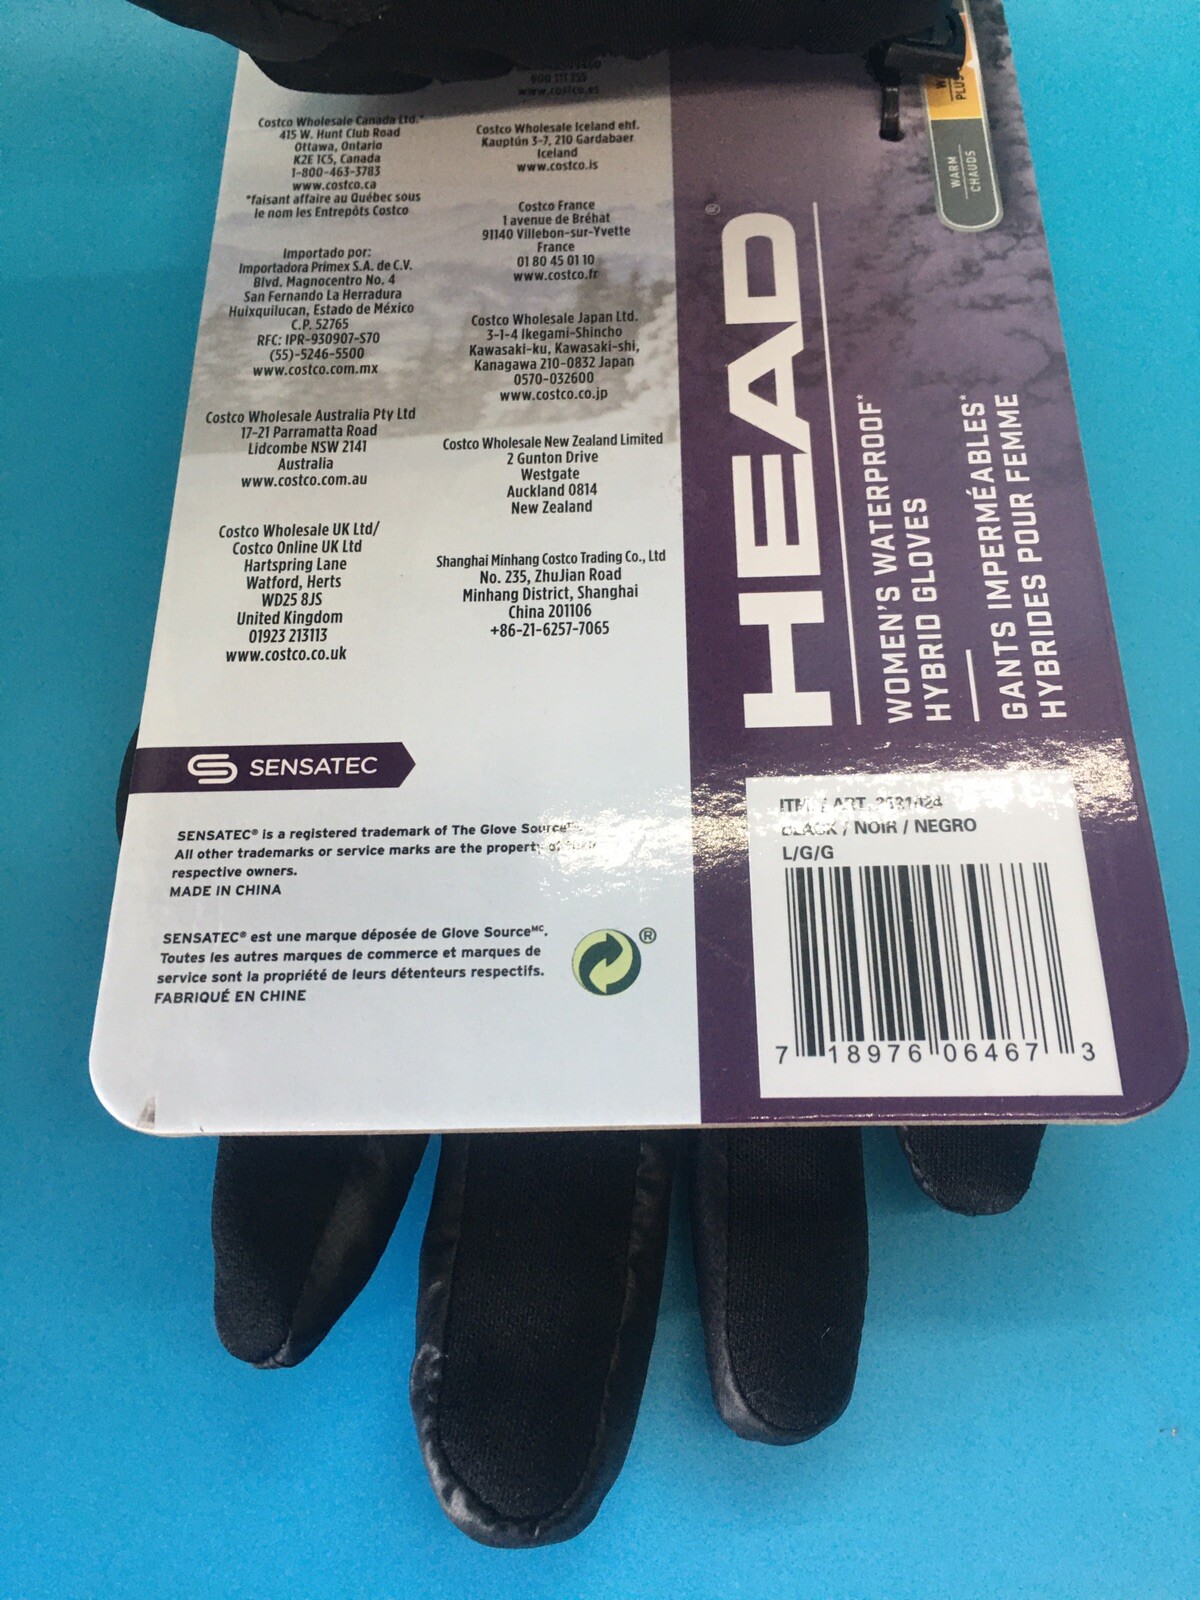 900 111 155
www.costco.es
Costco Wholesale Canada Ltd.*
415 W. Hunt Club Road
Ottawa, Ontario
K2E 1C5, Canada
1-800-463-3783
www.costco.ca
*faisant affaire au Québec sous
le nom les Entrepôts Costco
Importado por:
Importadora Primex S.A. de C.V.
Blvd. Magnocentro No. 4
San Fernando La Herradura
Huixquilucan, Estado de México
C.P. 52765
RFC: IPR-930907-S70
(55)-5246-5500
www.costco.com.mx
Costco Wholesale Australia Pty Ltd
17-21 Parramatta Road
Lidcombe NSW 2141
Australia
www.costco.com.au
Costco Wholesale UK Ltd/
Costco Online UK Ltd
Hartspring Lane
Watford, Herts
WD25 8JS
United Kingdom
01923 213113
www.costco.co.uk
Costco Wholesale Iceland ehf.
Kauptún 3-7, 210 Gardabaer
Iceland
www.costco.is
Costco France
1 avenue de Bréhat
91140 Villebon-sur-Yvette
France
01 80 45 01 10
www.costco.fr
Costco Wholesale Japan Ltd.
3-1-4 Ikegami-Shincho
Kawasaki-ku, Kawasaki-shi,
Kanagawa 210-0832 Japan
0570-032600
www.costco.co.jp
Costco Wholesale New Zealand Limited
2 Gunton Drive
Westgate
Auckland 0814
New Zealand
Shanghai Minhang Costco Trading Co., Ltd
No. 235, ZhuJian Road
Minhang District, Shanghai
China 201106
+86-21-6257-7065
SENSATEC
SENSATEC® is a registered trademark of The Glove Source™.
All other trademarks or service marks are the property of their
respective owners.
MADE IN CHINA
SENSATEC® est une marque déposée de Glove Source MC.
Toutes les autres marques de commerce et marques de
service sont la propriété de leurs détenteurs respectifs.
FABRIQUÉ EN CHINE
®
PLUS
WARM
CHAUDS
HEAD®
WOMEN'S WATERPROOF*
HYBRID GLOVES
GANTS IMPERMÉABLES*
HYBRIDES POUR FEMME
ITM. / ART.
BLACK / NOIR / NEGRO
L/G/G
7 18976 06467 3